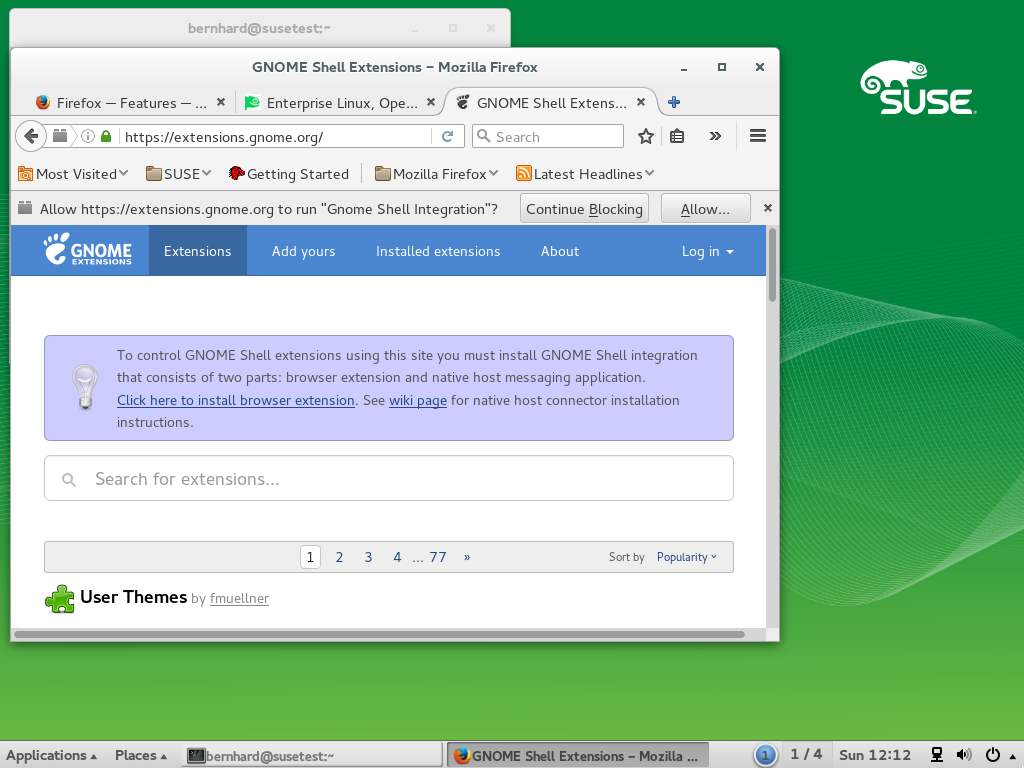 bernhard@susetest:~
SUSE
GNOME Shell Extensions – Mozilla Firefox
Firefox — Features — ...
Enterprise Linux, Ope...
GNOME Shell Extens...
https://extensions.gnome.org/
Search
Most Visited
SUSE
Getting Started
Mozilla Firefox
Latest Headlines
Allow https://extensions.gnome.org to run "Gnome Shell Integration"?
Continue Blocking
Allow...
GNOME
EXTENSIONS
Extensions
Add yours
Installed extensions
About
Log in
To control GNOME Shell extensions using this site you must install GNOME Shell integration
that consists of two parts: browser extension and native host messaging application.
Click here to install browser extension. See wiki page for native host connector installation
instructions.
Search for extensions...
1 2 3 4 ... 77 »
Sort by Popularity
User Themes by fmuellner
Applications
Places
bernhard@susetest:~
GNOME Shell Extensions – Mozilla ...
1
1 / 4
Sun 12:12